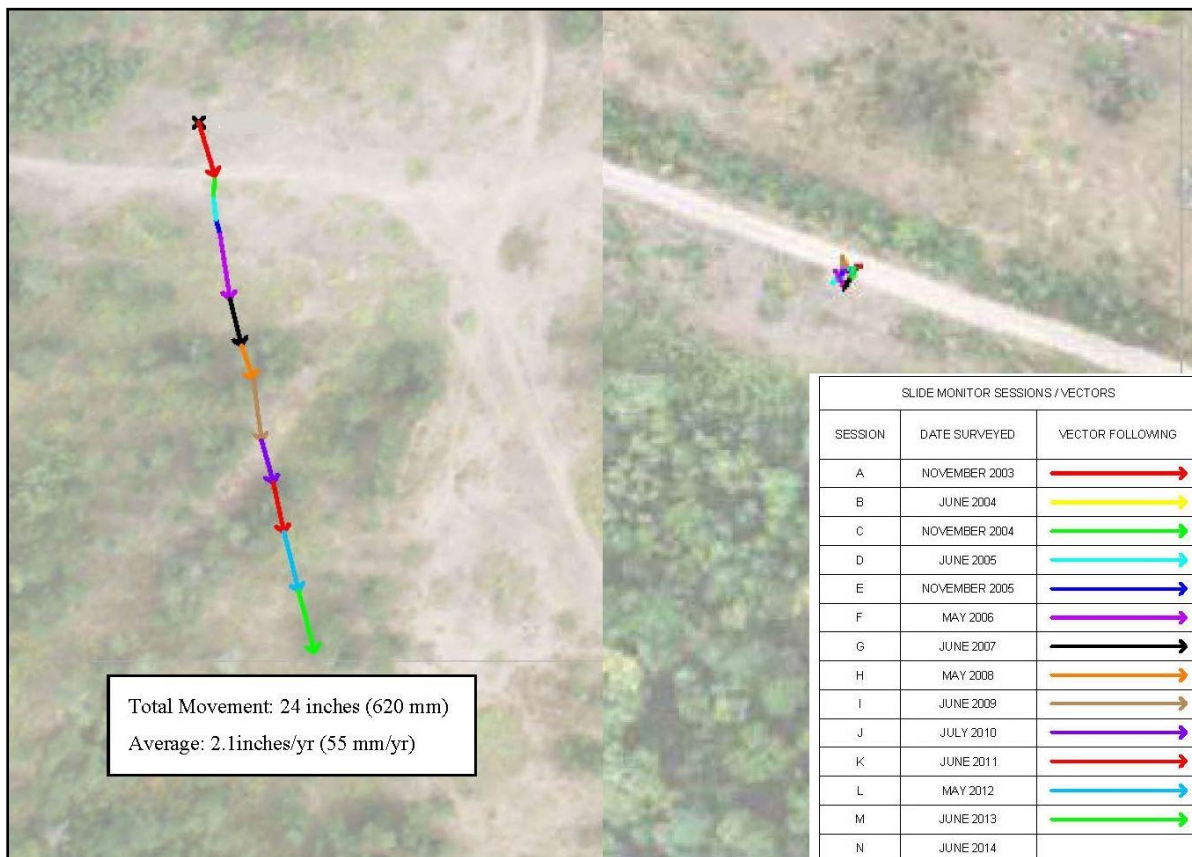 Total Movement: 24 inches (620 mm)
Average: 2.1inches/yr (55 mm/yr)
SLIDE MONITOR SESSIONS / VECTORS
SESSION DATE SURVEYED VECTOR FOLLOWING
A NOVEMBER 2003
B JUNE 2004
C NOVEMBER 2004
D JUNE 2005
E NOVEMBER 2005
F MAY 2006
G JUNE 2007
H MAY 2008
I JUNE 2009
J JULY 2010
K JUNE 2011
L MAY 2012
M JUNE 2013
N JUNE 2014